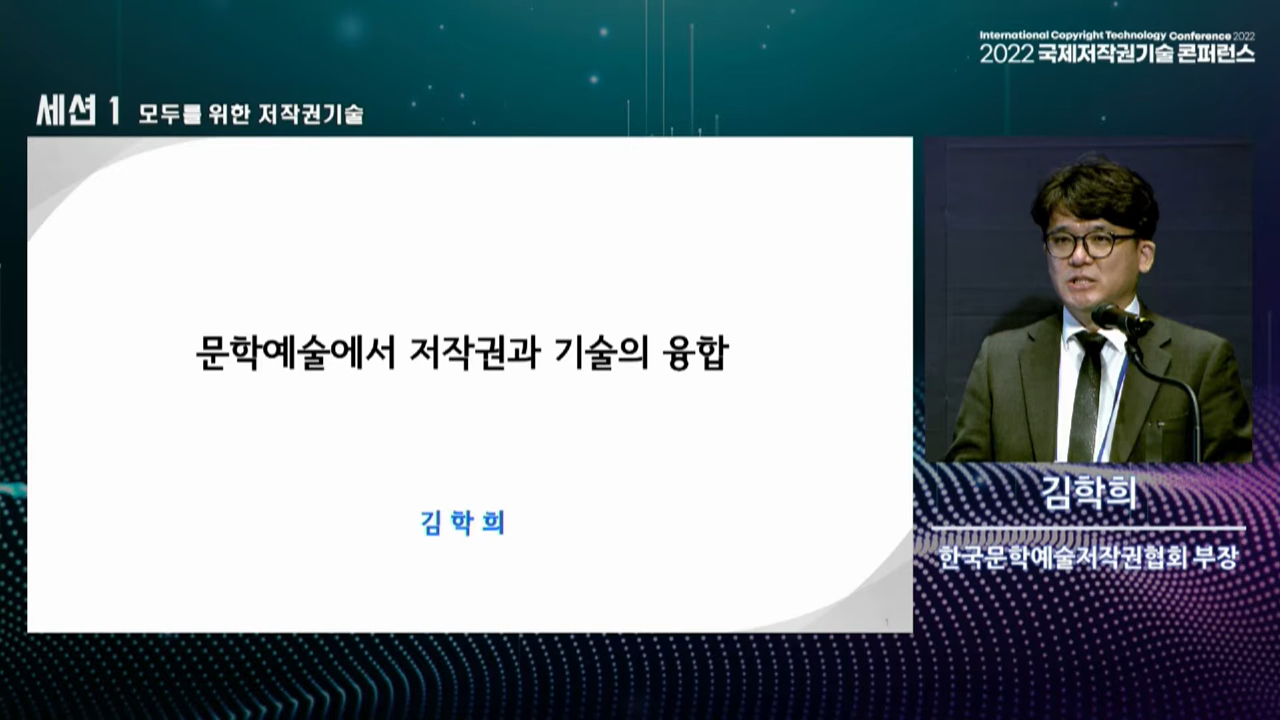 International Copyright Technology Conference 2022
2022 국제저작권기술 콘퍼런스
세션 1 모두를 위한 저작권기술
문학예술에서 저작권과 기술의 융합
김학희
1
김학희
한국문학예술저작권협회 부장